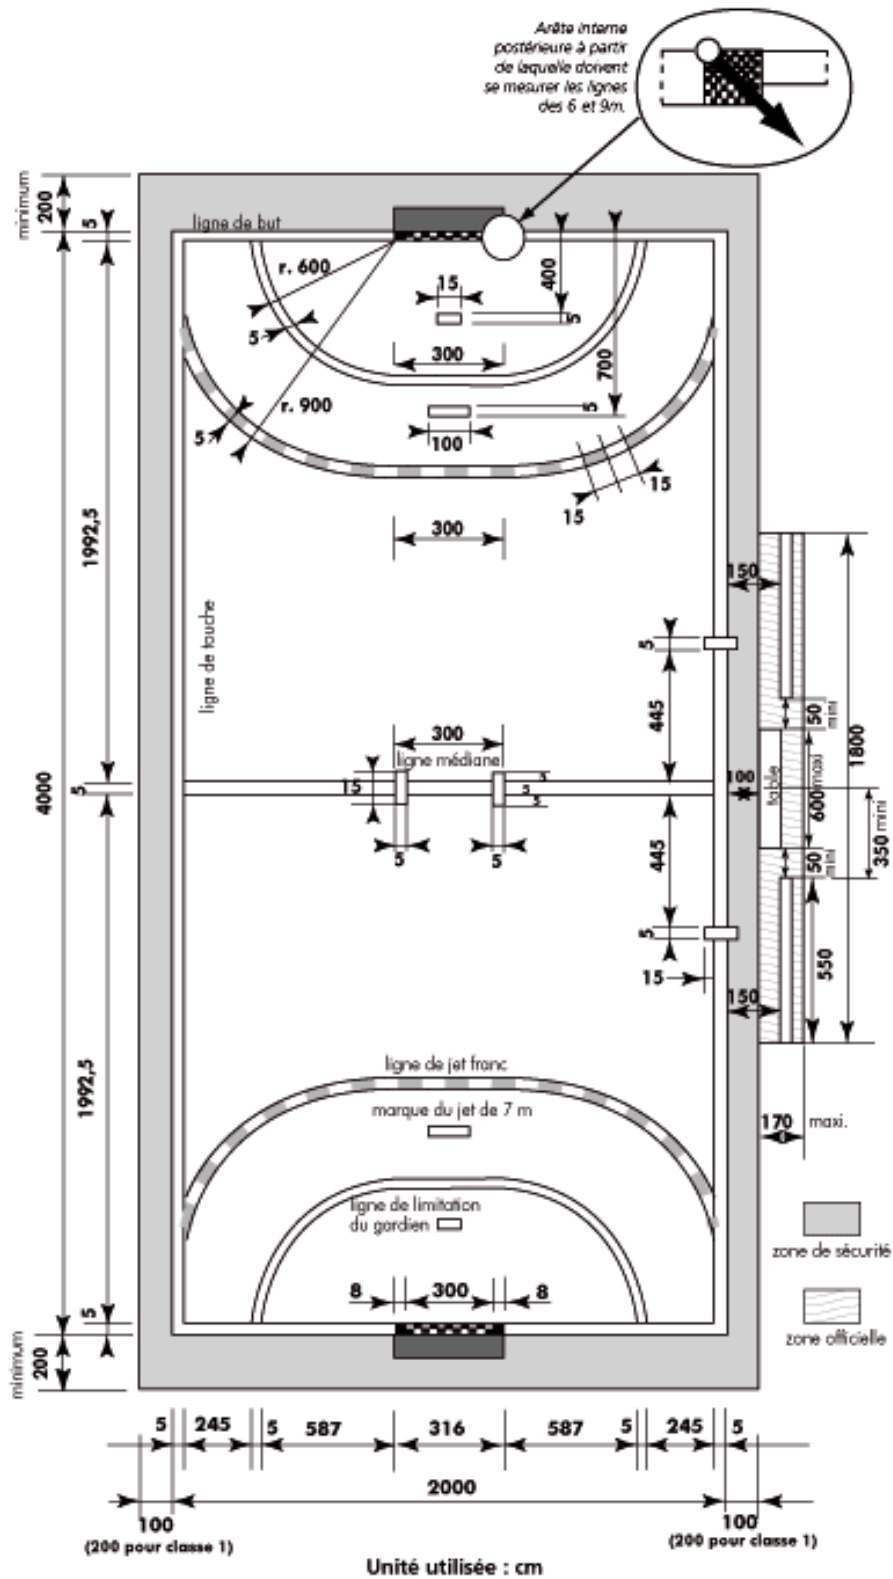 Arête interne
postérieure à partir
de laquelle doivent
se mesurer les lignes
des 6 et 9m.
minimum
200
5
ligne de but
r. 600
15
400
5
5
300
700
r. 900
5
5
100
15
15
300
1992,5
150
ligne de touche
5
445
50
mini
1800
300
ligne médiane
4000
5
15
5
5
5
100
table
600
maxi
350 mini
5
5
445
50
mini
5
15
550
150
1992,5
ligne de jet franc
marque du jet de 7 m
170
maxi.
ligne de limitation
du gardien
zone de sécurité
8
300
8
5
zone officielle
minimum
200
5
245
5
587
316
587
5
245
5
2000
100
(200 pour classe 1)
100
(200 pour classe 1)
Unité utilisée : cm